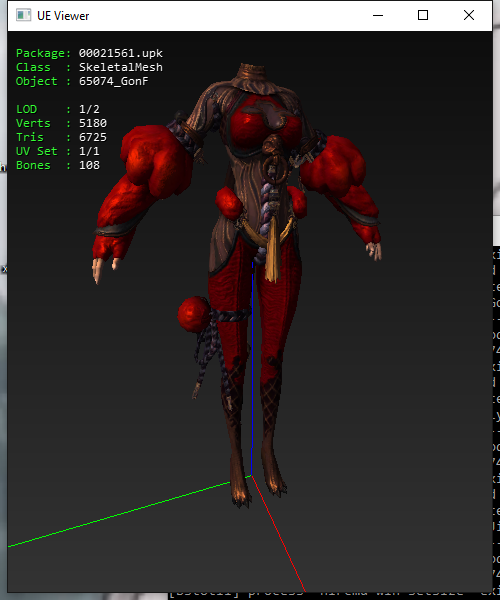 UE Viewer
Package: 00021561.upk
Class : SkeletalMesh
Object : 65074_GonF
LOD : 1/2
Verts : 5180
Tris : 6725
UV Set : 1/1
Bones : 108